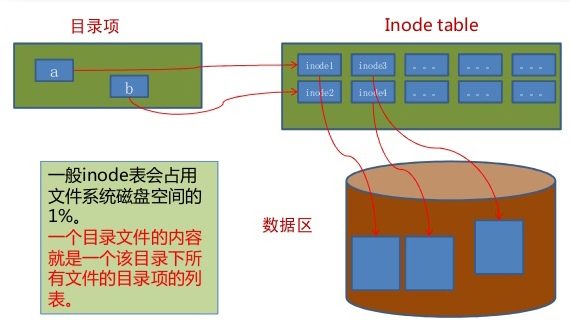 目录项
Inode table
a
b
inode1
inode3
...
...
...
inode2
inode4
...
...
...
一般inode表会占用
文件系统磁盘空间的
1%。
一个目录文件的内容
就是一个该目录下所
有文件的目录项的列
表。
数据区